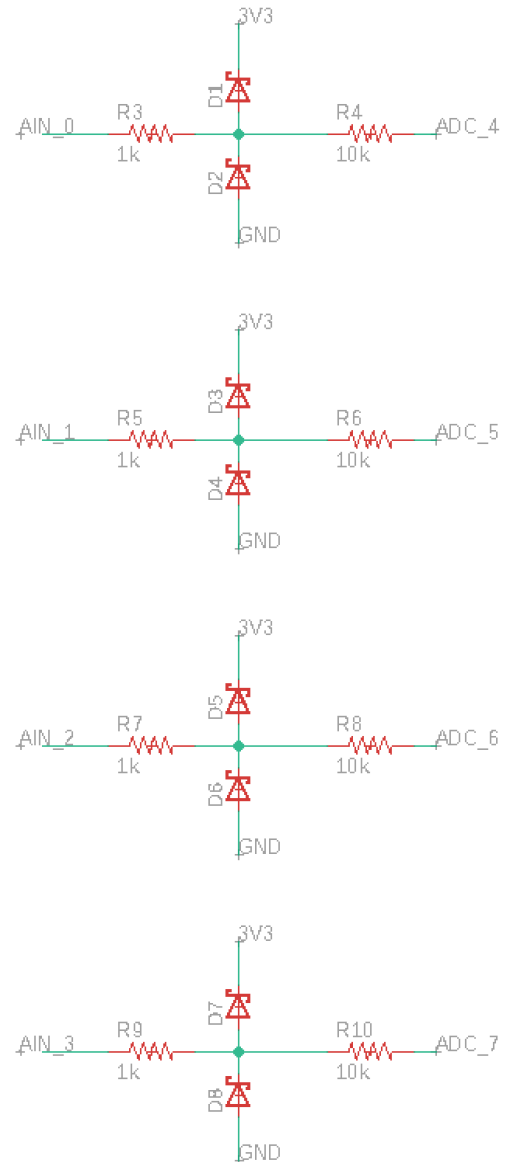 3V3
D1
AIN_0 R3 R4 ADC_4
1k 10k
D2
GND
3V3
D3
AIN_1 R5 R6 ADC_5
1k 10k
D4
GND
3V3
D5
AIN_2 R7 R8 ADC_6
1k 10k
D6
GND
3V3
D7
AIN_3 R9 R10 ADC_7
1k 10k
D8
GND